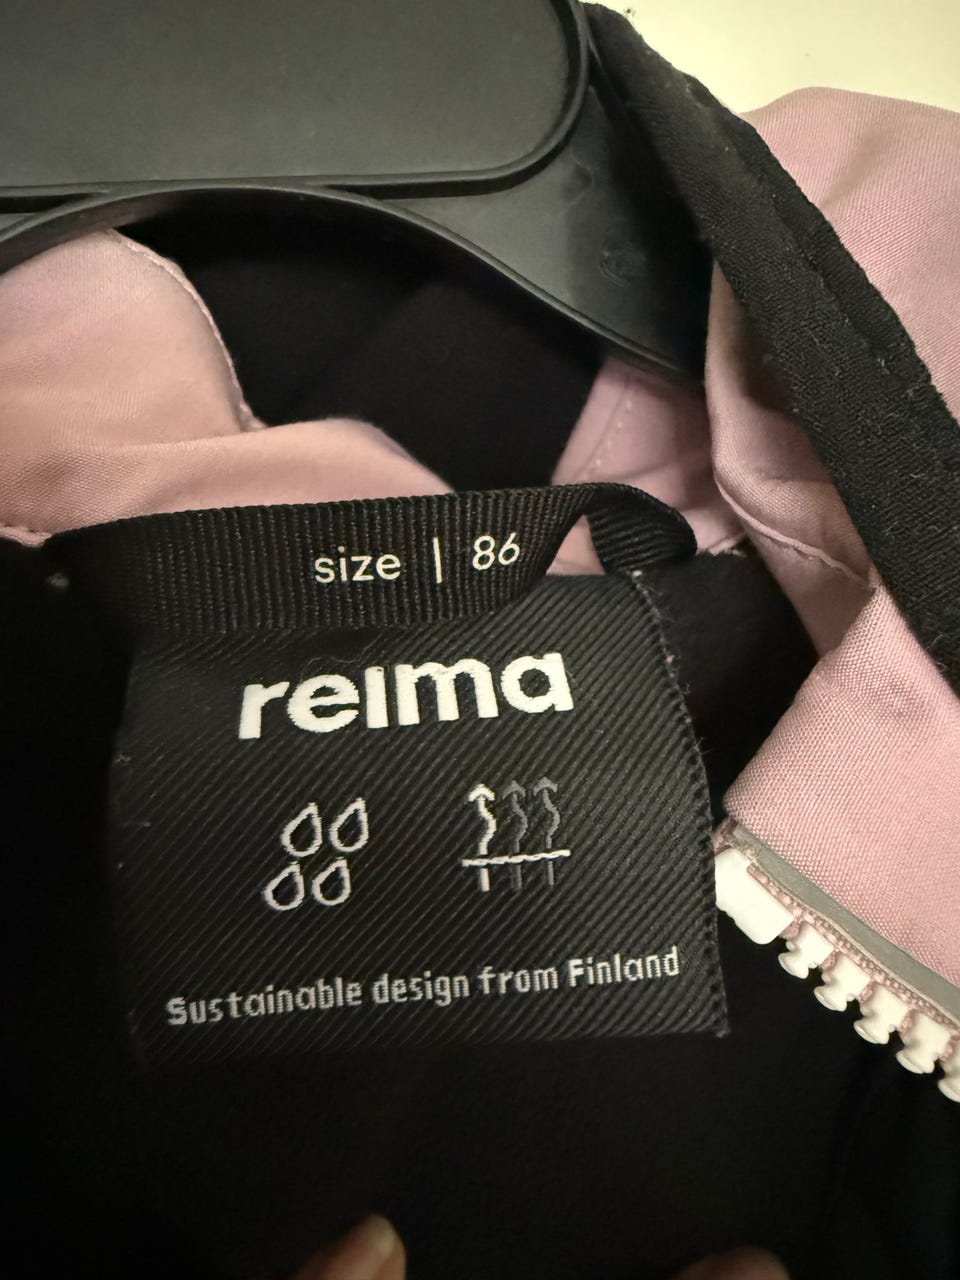 size | 86
reima
Sustainable design from Finland